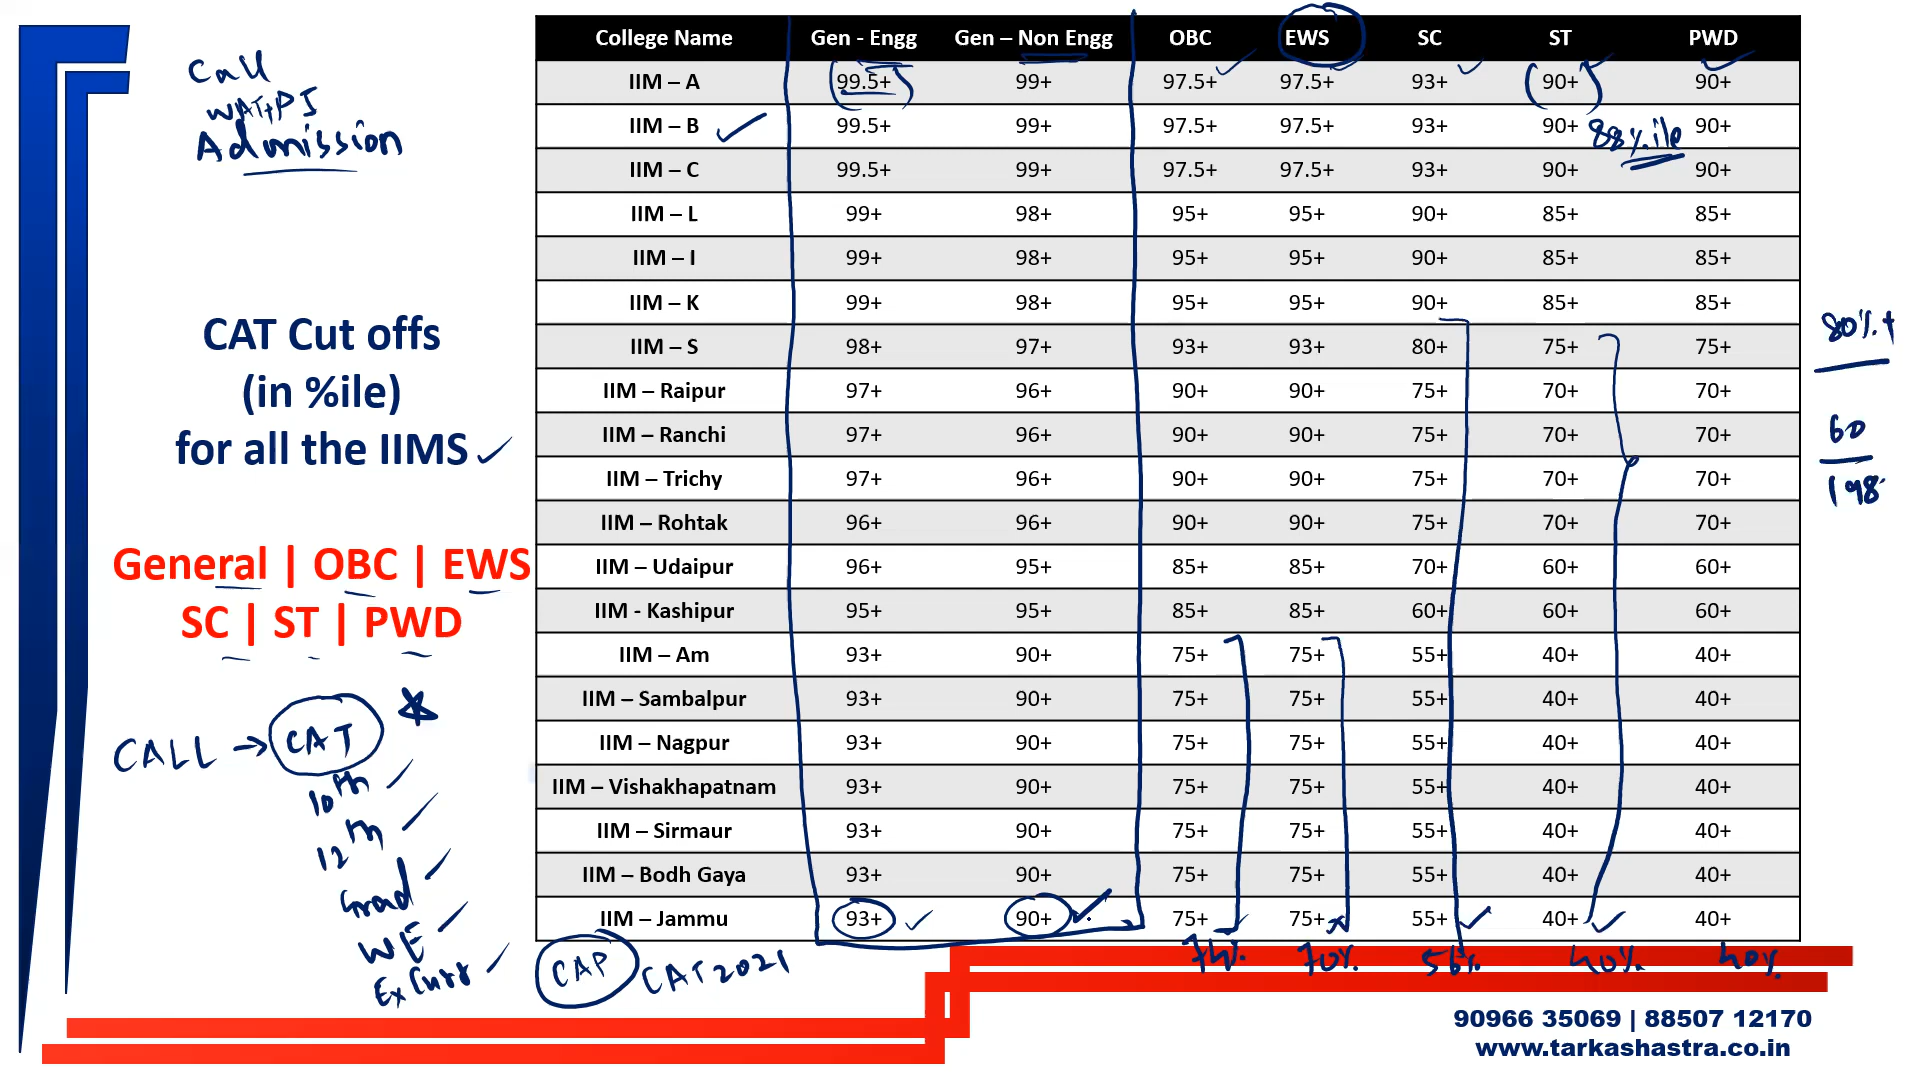 Call
WAT+PI
Admission
CAT Cut offs
(in %ile)
for all the IIMS
General | OBC | EWS
SC | ST | PWD
CALL → CAT
10th
12th
Grad
WE
Ex Curr
College Name Gen - Engg Gen – Non Engg OBC EWS SC ST PWD
IIM – A 99.5+ 99+ 97.5+ 97.5+ 93+ 90+ 90+
IIM – B 99.5+ 99+ 97.5+ 97.5+ 93+ 90+ 88%ile 90+
IIM – C 99.5+ 99+ 97.5+ 97.5+ 93+ 90+ 90+
IIM – L 99+ 98+ 95+ 95+ 90+ 85+ 85+
IIM – I 99+ 98+ 95+ 95+ 90+ 85+ 85+
IIM – K 99+ 98+ 95+ 95+ 90+ 85+ 85+
IIM – S 98+ 97+ 93+ 93+ 80+ 75+ 75+
IIM – Raipur 97+ 96+ 90+ 90+ 75+ 70+ 70+
IIM – Ranchi 97+ 96+ 90+ 90+ 75+ 70+ 70+
IIM – Trichy 97+ 96+ 90+ 90+ 75+ 70+ 70+
IIM – Rohtak 96+ 96+ 90+ 90+ 75+ 70+ 70+
IIM – Udaipur 96+ 95+ 85+ 85+ 70+ 60+ 60+
IIM - Kashipur 95+ 95+ 85+ 85+ 60+ 60+ 60+
IIM – Am 93+ 90+ 75+ 75+ 55+ 40+ 40+
IIM – Sambalpur 93+ 90+ 75+ 75+ 55+ 40+ 40+
IIM – Nagpur 93+ 90+ 75+ 75+ 55+ 40+ 40+
IIM – Vishakhapatnam 93+ 90+ 75+ 75+ 55+ 40+ 40+
IIM – Sirmaur 93+ 90+ 75+ 75+ 55+ 40+ 40+
IIM – Bodh Gaya 93+ 90+ 75+ 75+ 55+ 40+ 40+
IIM – Jammu 93+ 90+ 75+ 75+ 55+ 40+ 40+
CAP CAT 2021 70%. 40%. 40%.
80%.+
60
198
90966 35069 | 88507 12170
www.tarkashastra.co.in